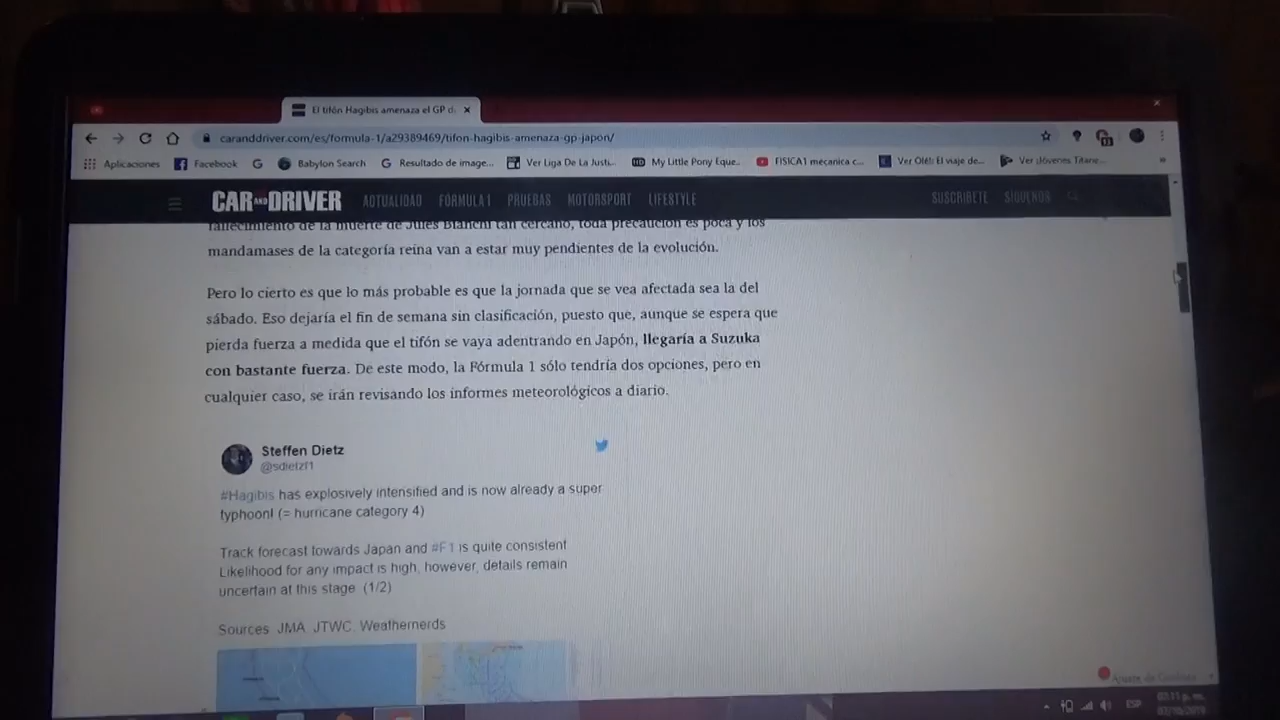 El tifón Hagibis amenaza el GP d
caranddriver.com/es/formula-1/a29389469/tifon-hagibis-amenaza-gp-japon/
Aplicaciones Facebook Babylon Search Resultado de image... Ver Liga De La Justi... My Little Pony Eque... FISICA1 mecanica c... Ver Olé!: El viaje de... Ver ¡Jóvenes Titane...
CAR AND DRIVER ACTUALIDAD FÓRMULA 1 PRUEBAS MOTORSPORT LIFESTYLE SUSCRÍBETE SÍGUENOS
fallecimiento de la muerte de Jules Bianchi tan cercano, toda precaución es poca y los
mandamases de la categoría reina van a estar muy pendientes de la evolución.
Pero lo cierto es que lo más probable es que la jornada que se vea afectada sea la del
sábado. Eso dejaría el fin de semana sin clasificación, puesto que, aunque se espera que
pierda fuerza a medida que el tifón se vaya adentrando en Japón, llegaría a Suzuka
con bastante fuerza. De este modo, la Fórmula 1 sólo tendría dos opciones, pero en
cualquier caso, se irán revisando los informes meteorológicos a diario.
Steffen Dietz
@sdietzf1
#Hagibis has explosively intensified and is now already a super
typhoon! (= hurricane category 4)
Track forecast towards Japan and #F1 is quite consistent
Likelihood for any impact is high, however, details remain
uncertain at this stage (1/2)
Sources JMA, JTWC, Weathernerds
Ajuste de Cookies
ESP